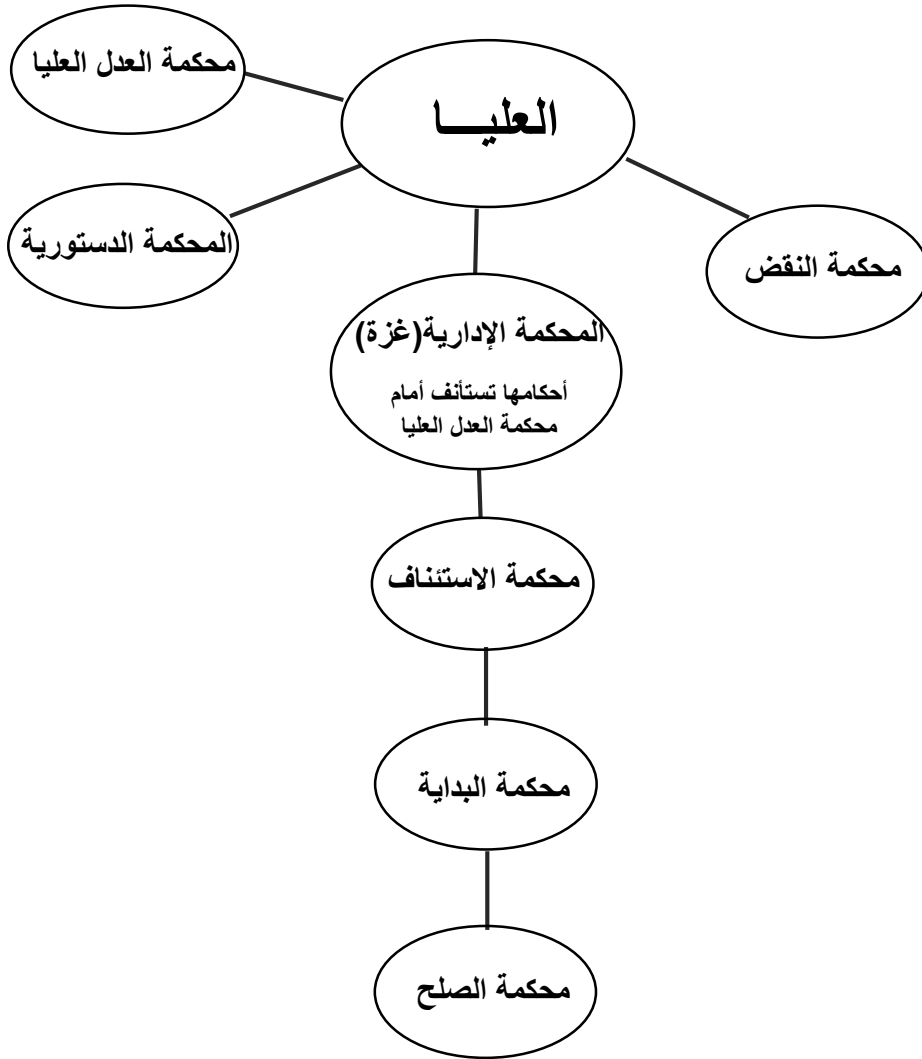 محكمة العدل العليا
العليـــا
المحكمة الدستورية
محكمة النقض
المحكمة الإدارية(غزة)
أحكامها تستأنف أمام
محكمة العدل العليا
محكمة الاستئناف
محكمة البداية
محكمة الصلح